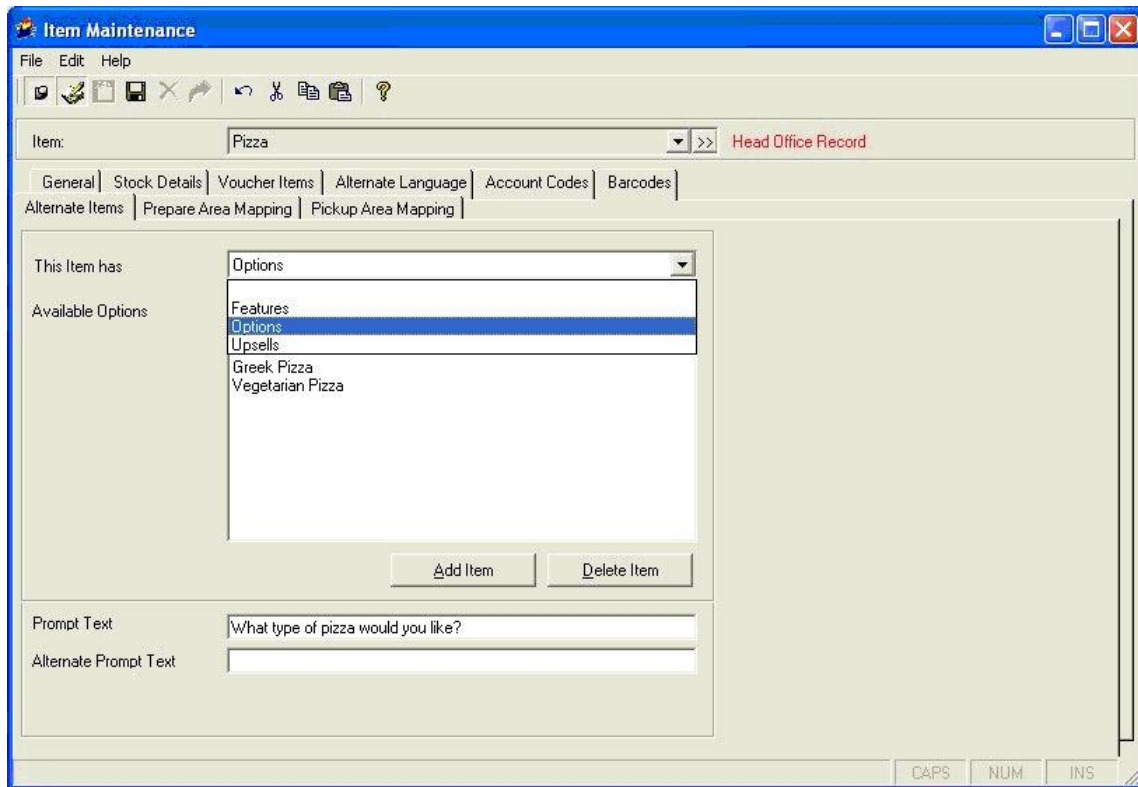 Item Maintenance
File Edit Help
Item: Pizza >> Head Office Record
General Stock Details Voucher Items Alternate Language Account Codes Barcodes
Alternate Items Prepare Area Mapping Pickup Area Mapping
This Item has Options
Available Options
Features
Options
Upsells
Greek Pizza
Vegetarian Pizza
Add Item Delete Item
Prompt Text What type of pizza would you like?
Alternate Prompt Text
CAPS NUM INS